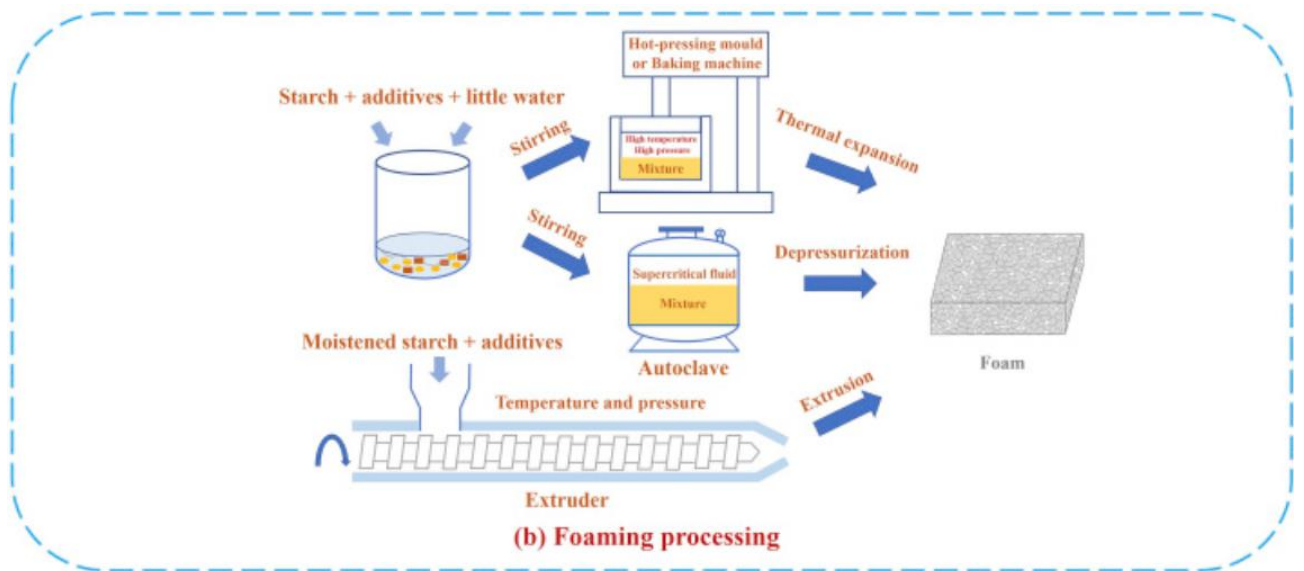 Hot-pressing mould
or Baking machine
Starch + additives + little water
Stirring
High temperature
High pressure
Mixture
Thermal expansion
Stirring
Supercritical fluid
Mixture
Depressurization
Moistened starch + additives
Autoclave
Foam
Temperature and pressure
Extrusion
Extruder
(b) Foaming processing